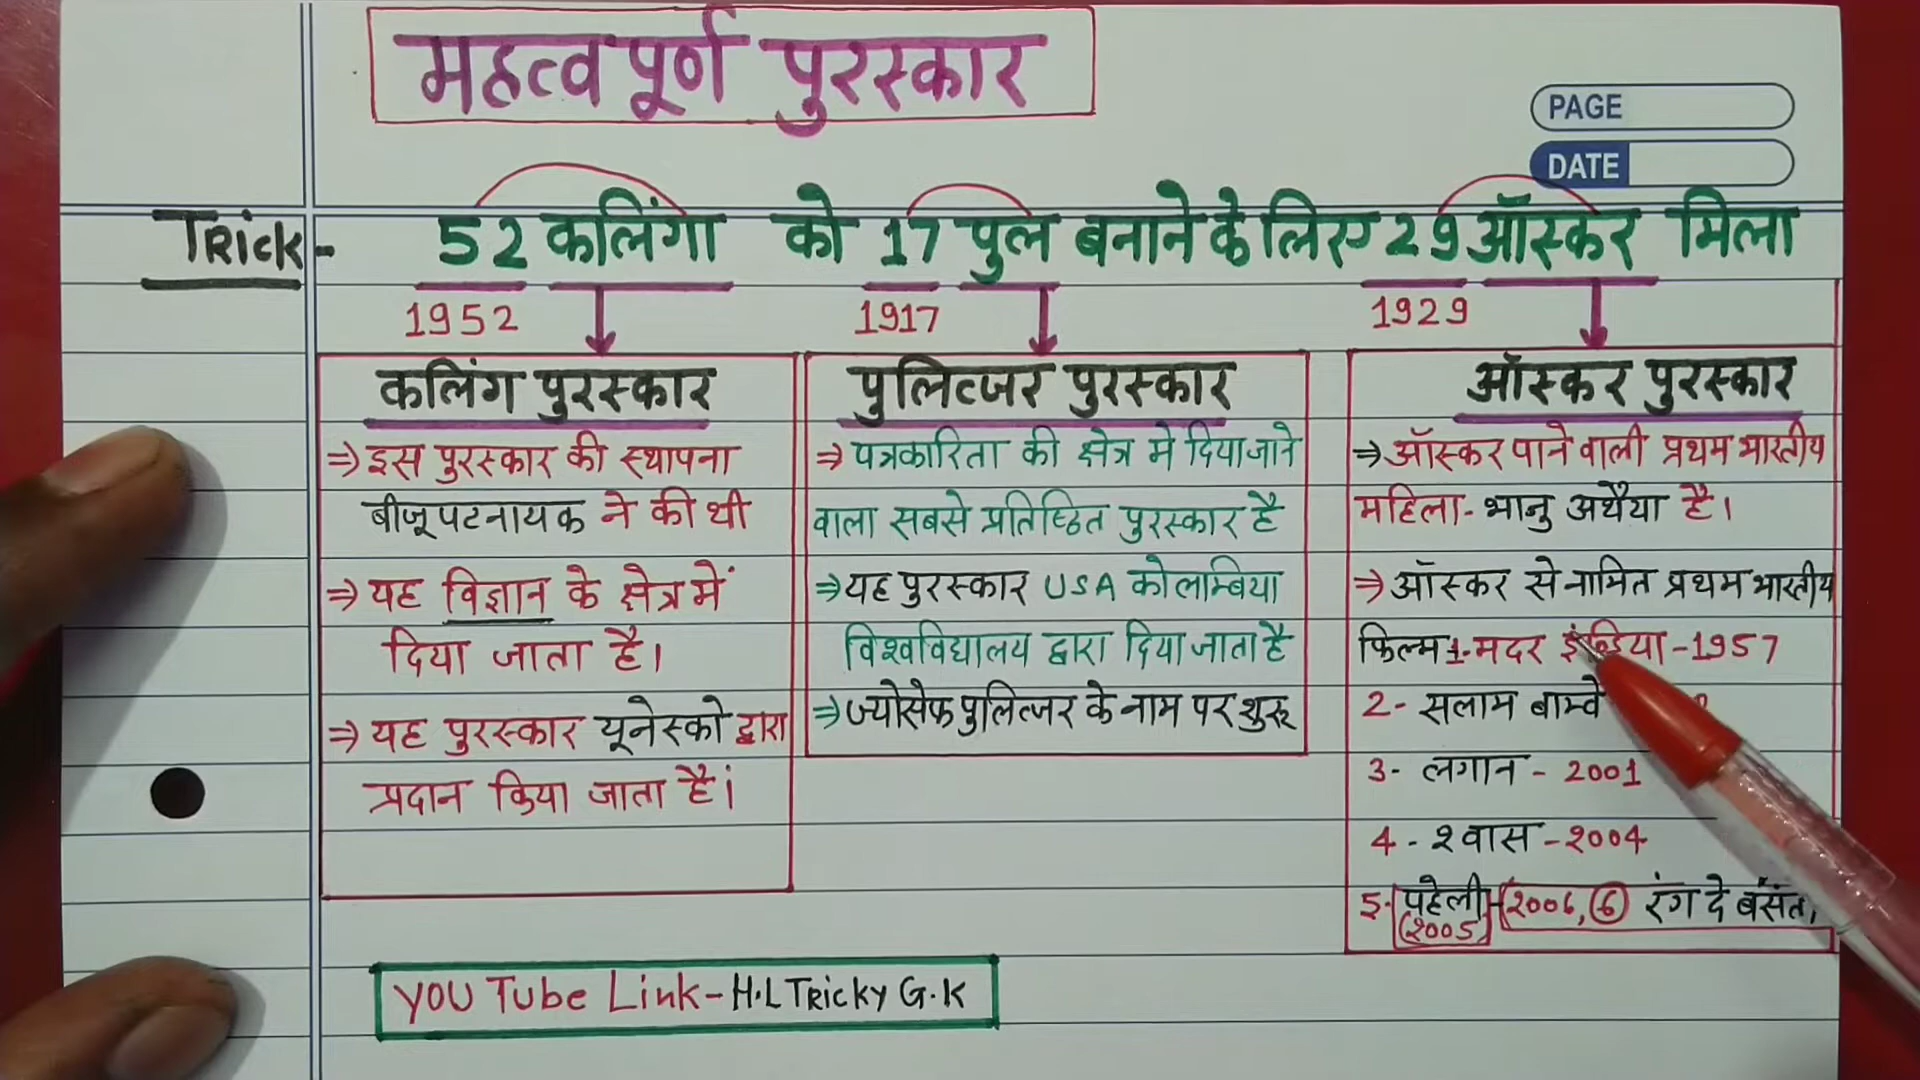 महत्वपूर्ण पुरस्कार
PAGE
DATE
Trick- 52 कलिंगा को 17 पुल बनाने के लिए 29 ऑस्कर मिला
1952
1917
1929
कलिंग पुरस्कार
⇒ इस पुरस्कार की स्थापना
बीजू पटनायक ने की थी
⇒ यह विज्ञान के क्षेत्र में
दिया जाता है।
⇒ यह पुरस्कार यूनेस्को द्वारा
प्रदान किया जाता है।
पुलित्जर पुरस्कार
⇒ पत्रकारिता की क्षेत्र मे दिया जाने
वाला सबसे प्रतिष्ठित पुरस्कार है
⇒ यह पुरस्कार USA कोलम्बिया
विश्वविद्यालय द्वारा दिया जाता है
⇒ ज्योसेफ पुलित्जर के नाम पर शुरू
ऑस्कर पुरस्कार
⇒ ऑस्कर पाने वाली प्रथम भारतीय
महिला- भानु अथैया है।
⇒ ऑस्कर से नामित प्रथम भारतीय
फिल्म 1-मदर इंडिया-1957
2- सलाम बाम्बे
3- लगान - 2001
4 - श्वास - 2004
5- पहेली - 2006, 6 रंग दे बसंत
(2005)
YOU Tube Link- H.L Tricky G.K